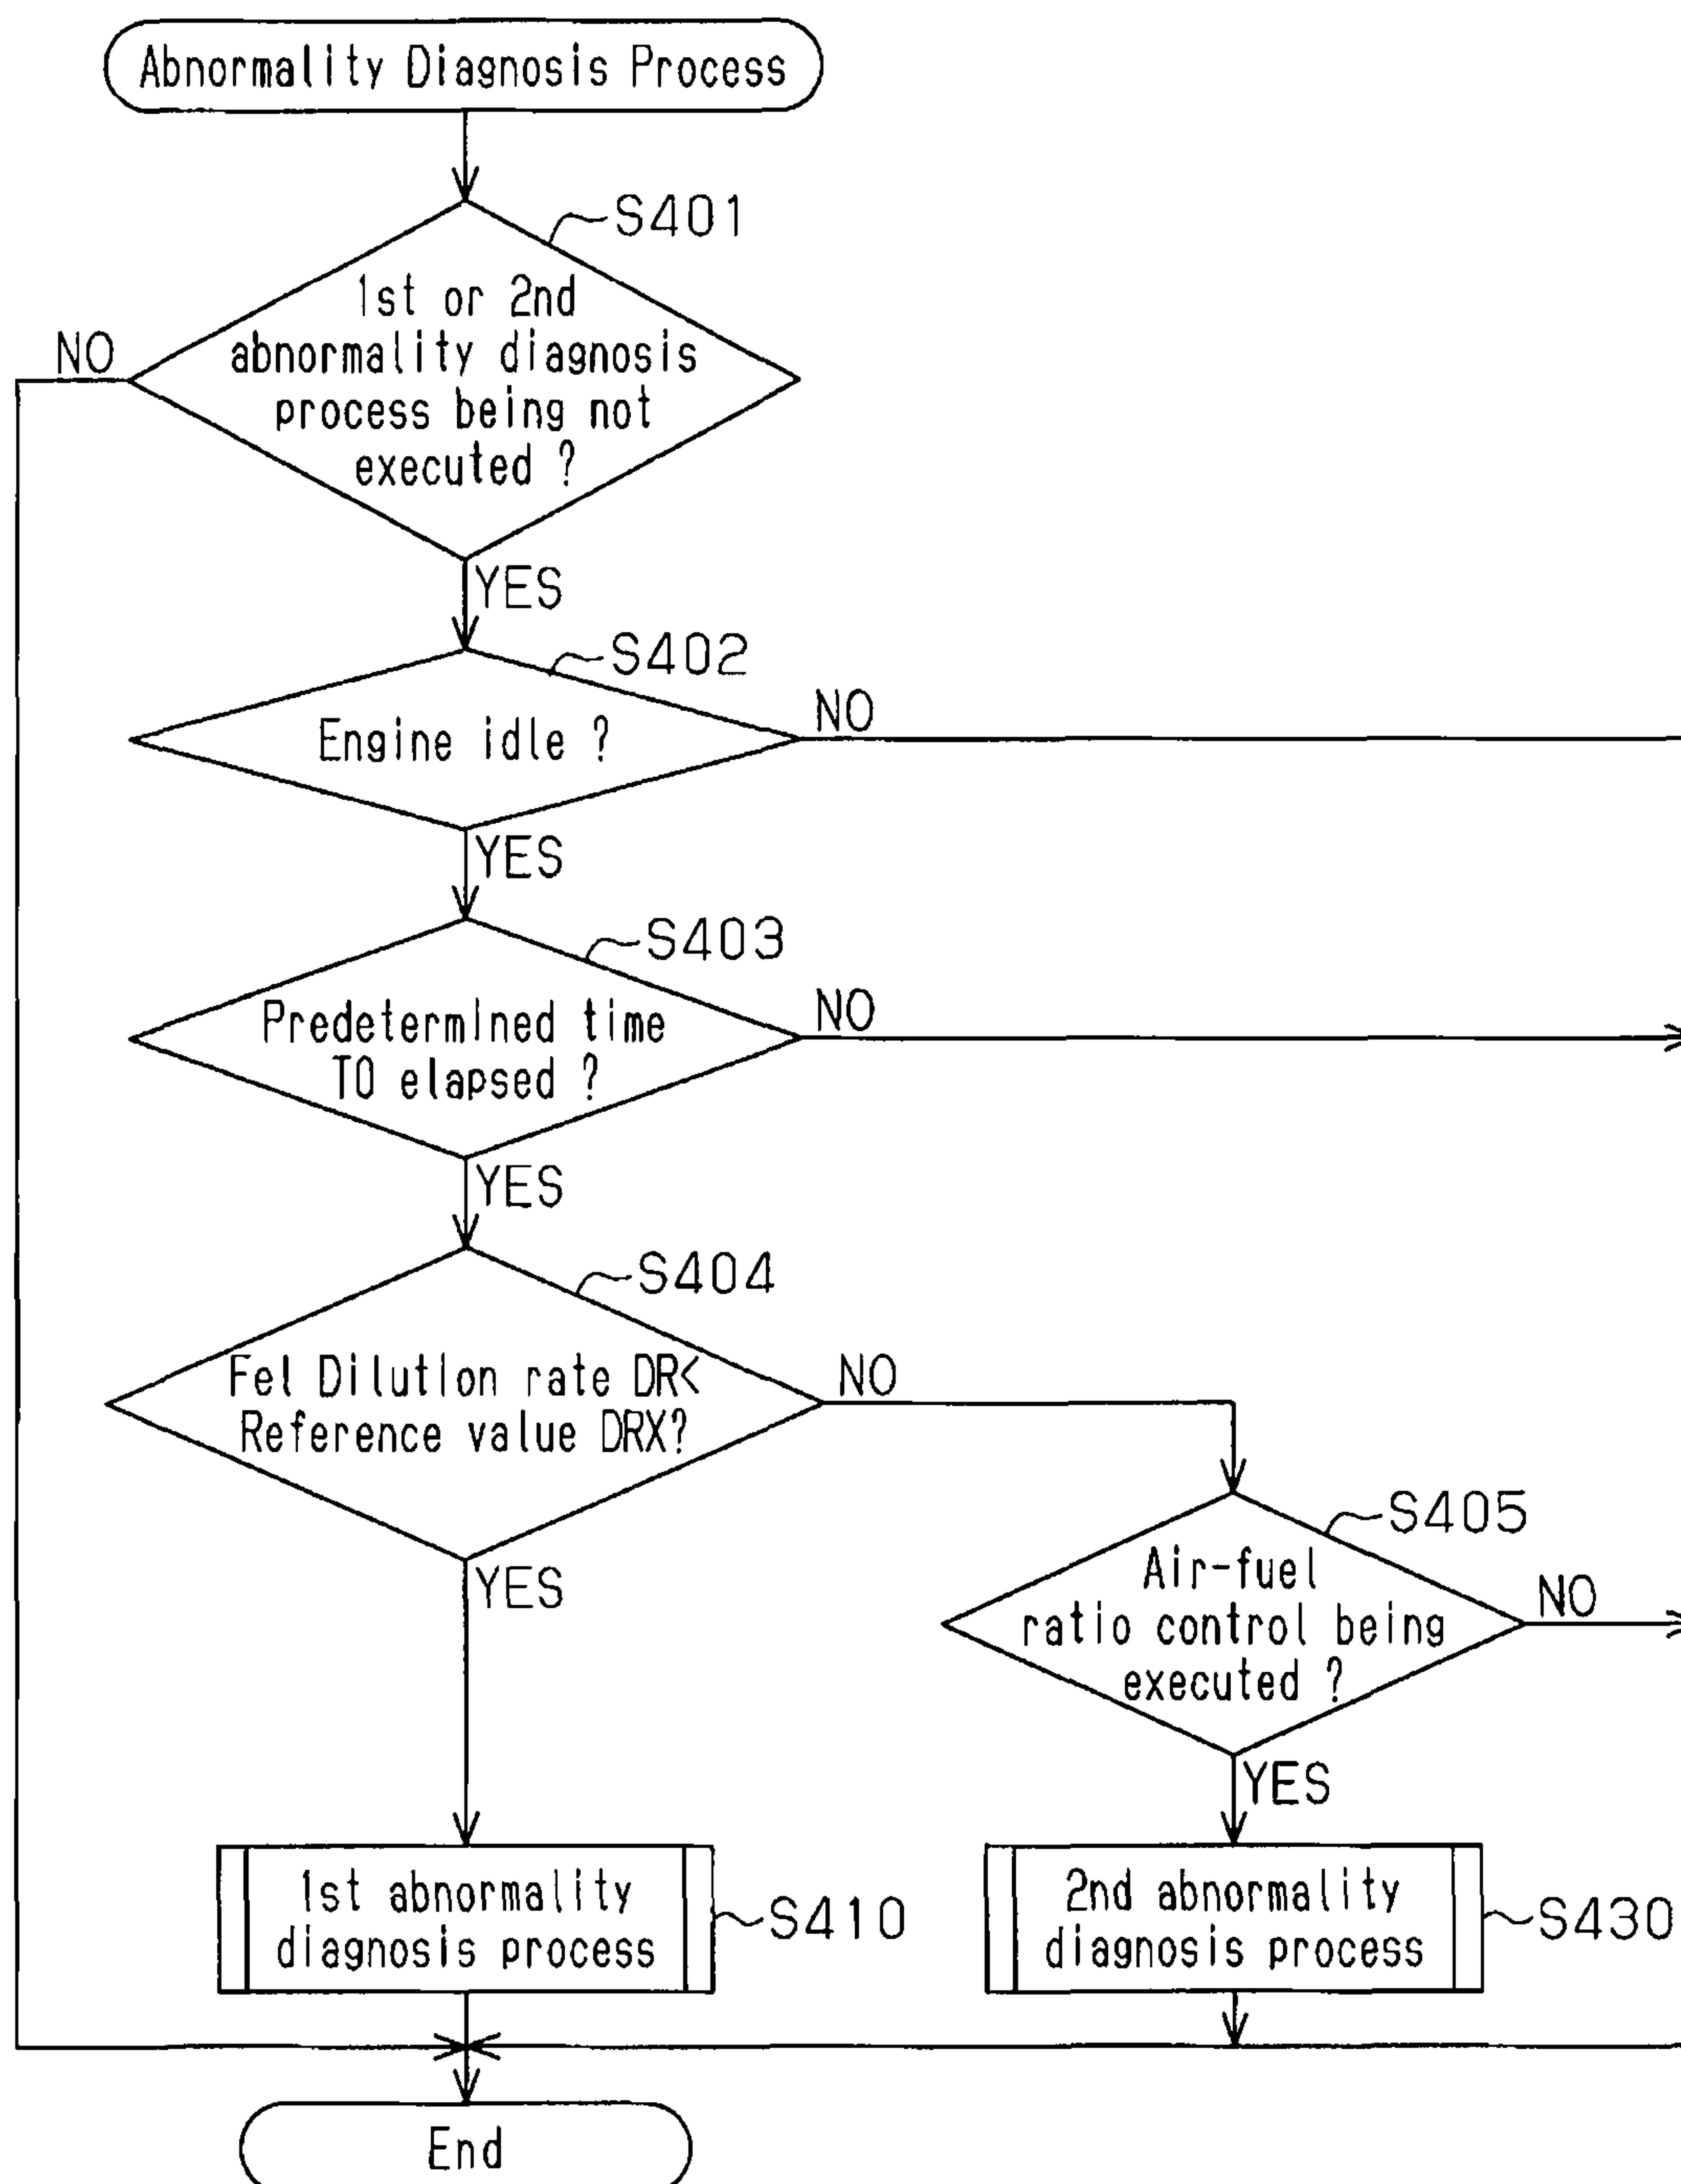 Abnormality Diagnosis Process
S401
1st or 2nd
abnormality diagnosis
process being not
executed ?
NO
YES
S402
Engine idle ?
NO
YES
S403
Predetermined time
T0 elapsed ?
NO
YES
S404
Fel Dilution rate DR<
Reference value DRX?
NO
YES
S405
Air-fuel
ratio control being
executed ?
NO
YES
1st abnormality
diagnosis process
S410
2nd abnormality
diagnosis process
S430
End